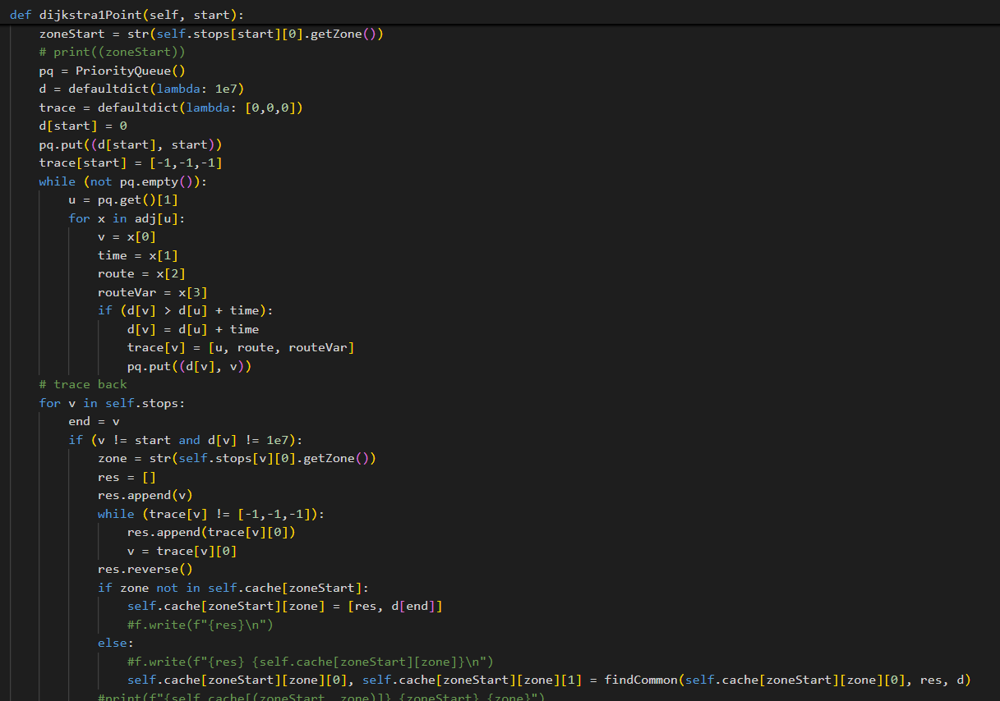 def dijkstra1Point(self, start):
    zoneStart = str(self.stops[start][0].getZone())
    # print((zoneStart))
    pq = PriorityQueue()
    d = defaultdict(lambda: 1e7)
    trace = defaultdict(lambda: [0,0,0])
    d[start] = 0
    pq.put((d[start], start))
    trace[start] = [-1,-1,-1]
    while (not pq.empty()):
        u = pq.get()[1]
        for x in adj[u]:
            v = x[0]
            time = x[1]
            route = x[2]
            routeVar = x[3]
            if (d[v] > d[u] + time):
                d[v] = d[u] + time
                trace[v] = [u, route, routeVar]
                pq.put((d[v], v))
    # trace back
    for v in self.stops:
        end = v
        if (v != start and d[v] != 1e7):
            zone = str(self.stops[v][0].getZone())
            res = []
            res.append(v)
            while (trace[v] != [-1,-1,-1]):
                res.append(trace[v][0])
                v = trace[v][0]
            res.reverse()
            if zone not in self.cache[zoneStart]:
                self.cache[zoneStart][zone] = [res, d[end]]
                #f.write(f"{res}\n")
            else:
                #f.write(f"{res} {self.cache[zoneStart][zone]}\n")
                self.cache[zoneStart][zone][0], self.cache[zoneStart][zone][1] = findCommon(self.cache[zoneStart][zone][0], res, d)
            #print(f"{self.cache[(zoneStart, zone)]} {zoneStart} {zone}")